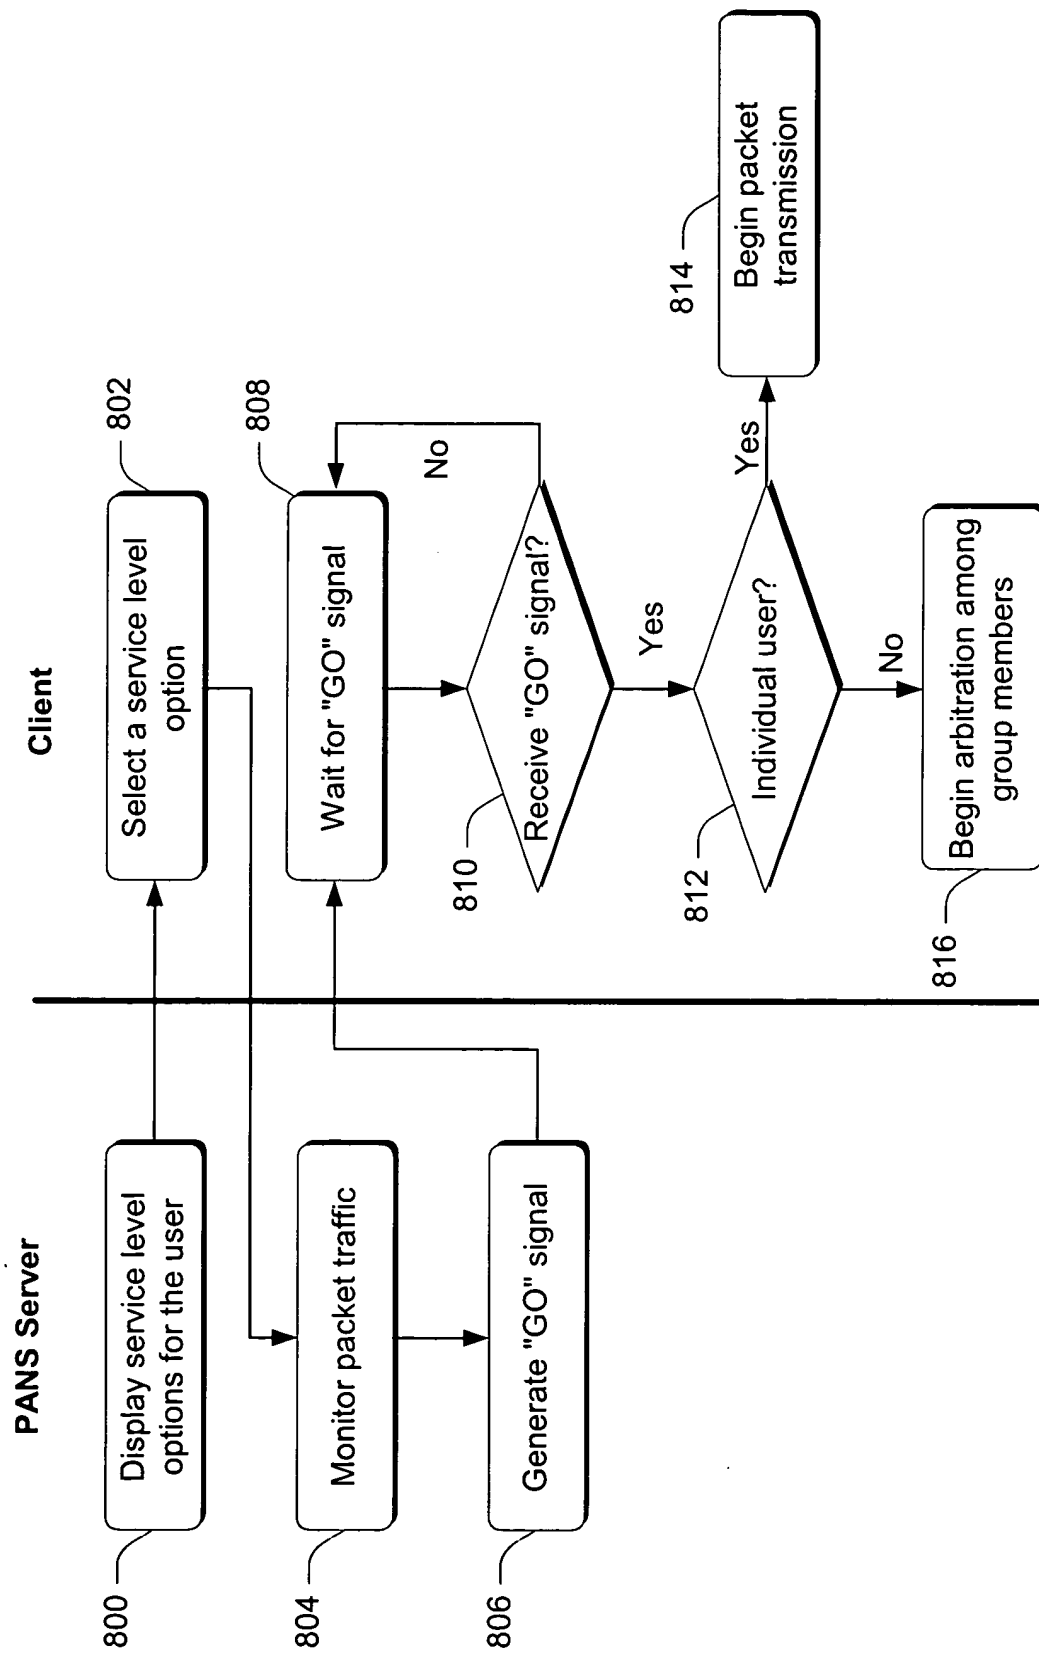 PANS Server
Client
800
Display service level
options for the user
Select a service level
option
802
804
Monitor packet traffic
Wait for "GO" signal
808
806
Generate "GO" signal
810
Receive "GO" signal?
No
Yes
812
Individual user?
Yes
814
Begin packet
transmission
No
816
Begin arbitration among
group members